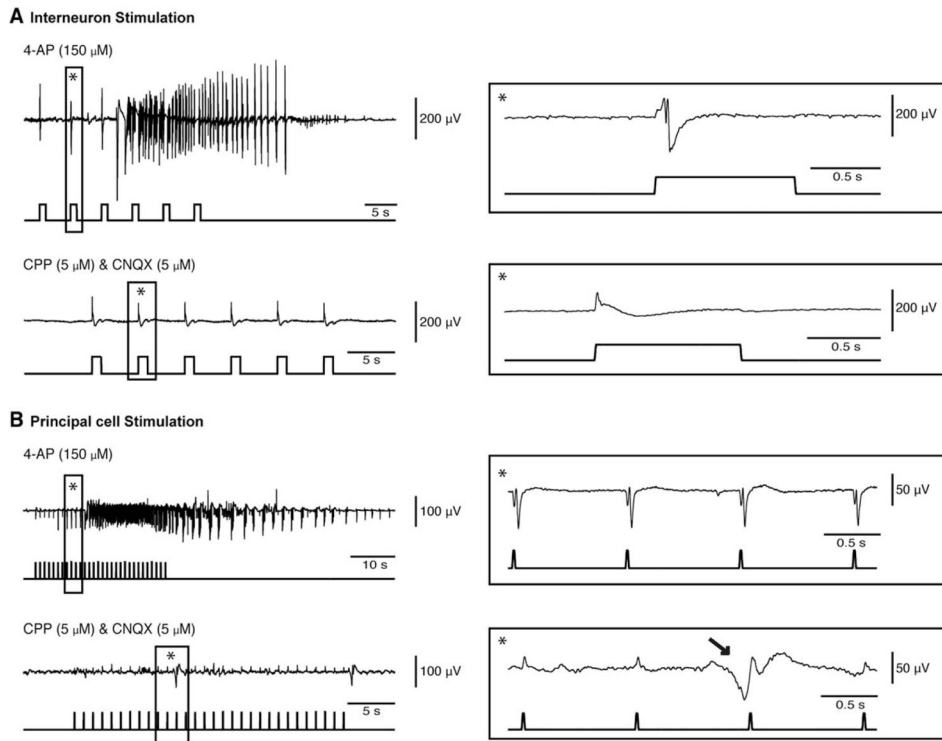 A Interneuron Stimulation
4-AP (150 µM)
*
200 µV
5 s
*
200 µV
0.5 s
CPP (5 µM) & CNQX (5 µM)
*
200 µV
5 s
*
200 µV
0.5 s
B Principal cell Stimulation
4-AP (150 µM)
*
100 µV
10 s
*
50 µV
0.5 s
CPP (5 µM) & CNQX (5 µM)
*
100 µV
5 s
*
50 µV
0.5 s